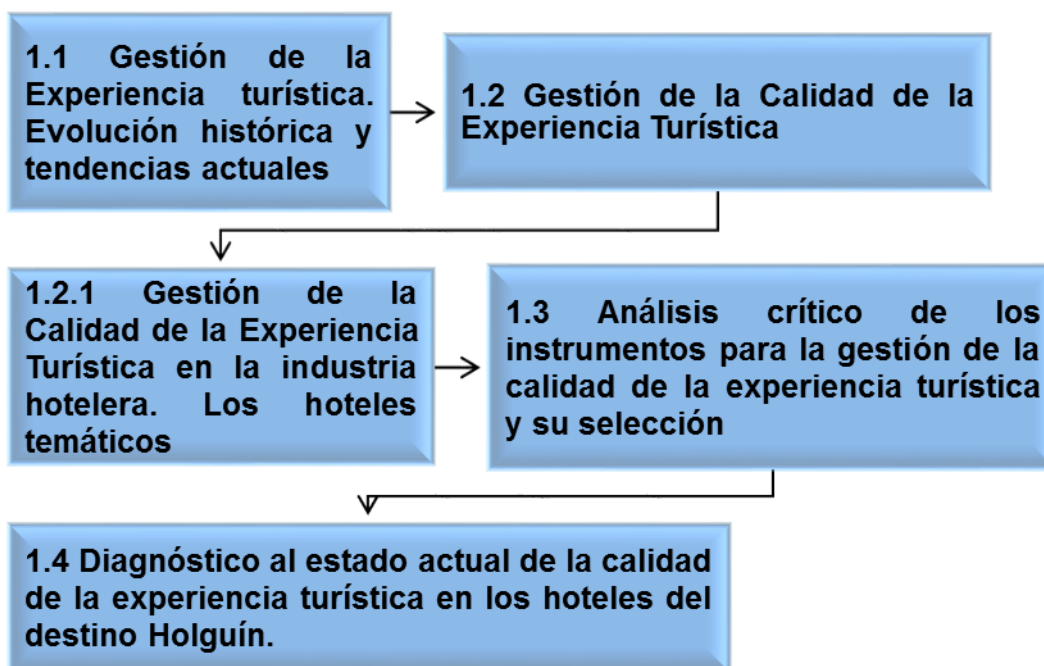 1.1 Gestión de la
Experiencia turística.
Evolución histórica y
tendencias actuales
1.2 Gestión de la Calidad de la
Experiencia Turística
1.2.1 Gestión de la
Calidad de la Experiencia
Turística en la industria
hotelera. Los hoteles
temáticos
1.3 Análisis crítico de los
instrumentos para la gestión de la
calidad de la experiencia turística
y su selección
1.4 Diagnóstico al estado actual de la calidad
de la experiencia turística en los hoteles del
destino Holguín.